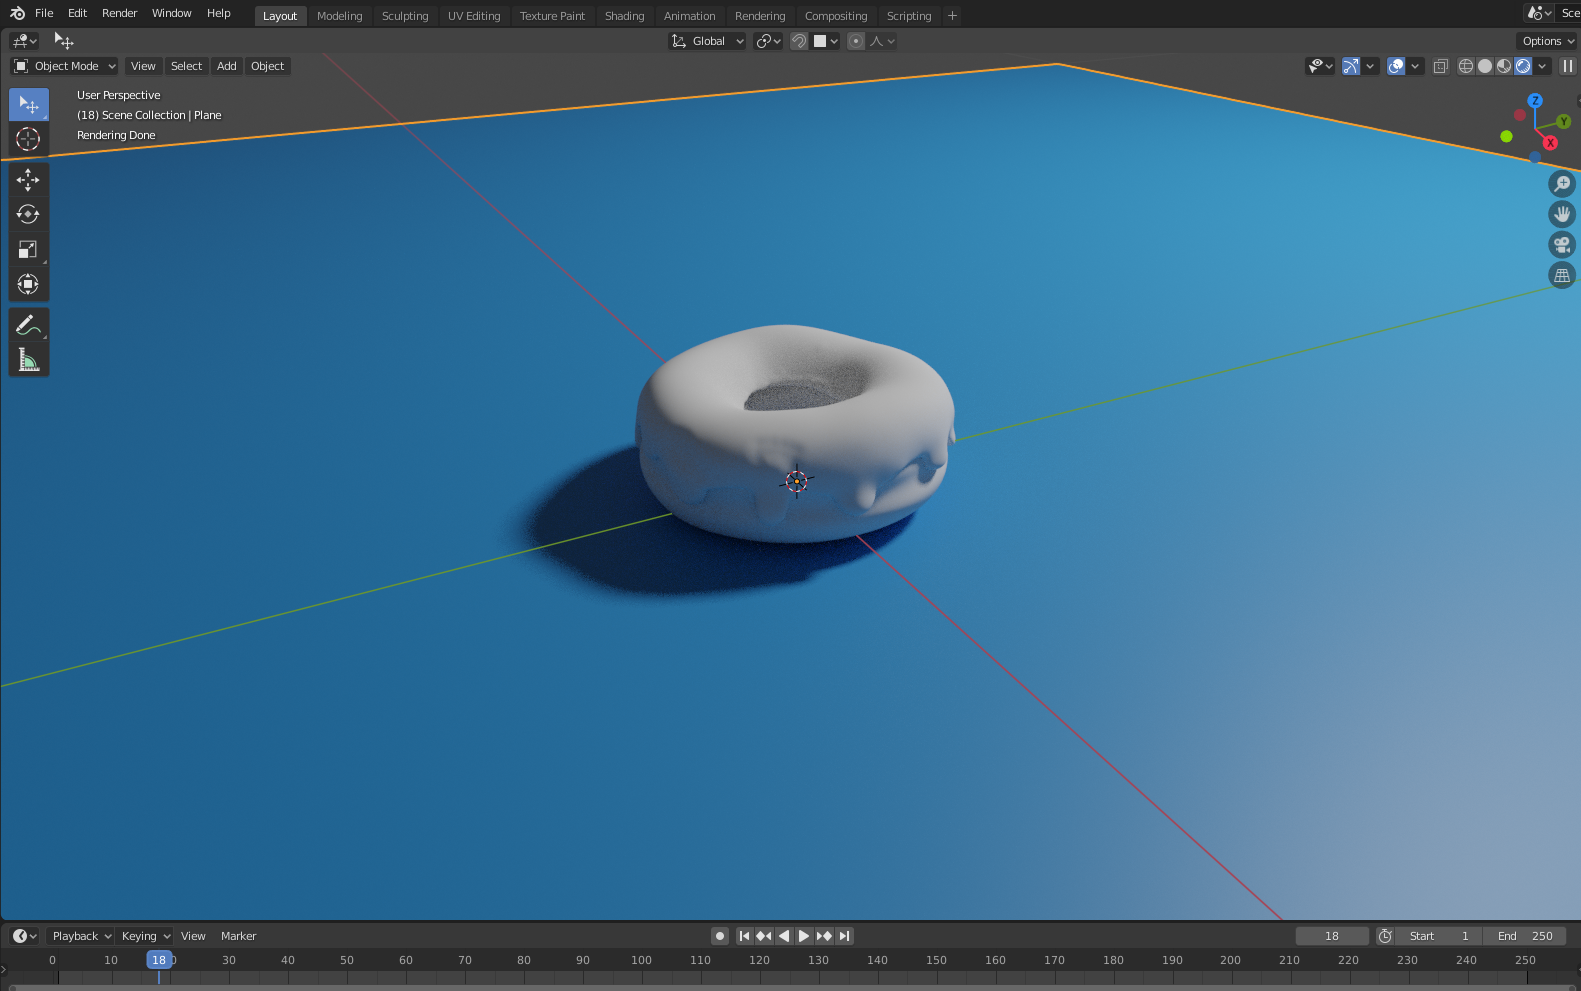 File Edit Render Window Help Layout Modeling Sculpting UV Editing Texture Paint Shading Animation Rendering Compositing Scripting + Sce
Global Options
Object Mode View Select Add Object
User Perspective
(18) Scene Collection | Plane
Rendering Done
Z
Y
X
Playback Keying View Marker 18 Start 1 End 250
0 10 18 30 40 50 60 70 80 90 100 110 120 130 140 150 160 170 180 190 200 210 220 230 240 250